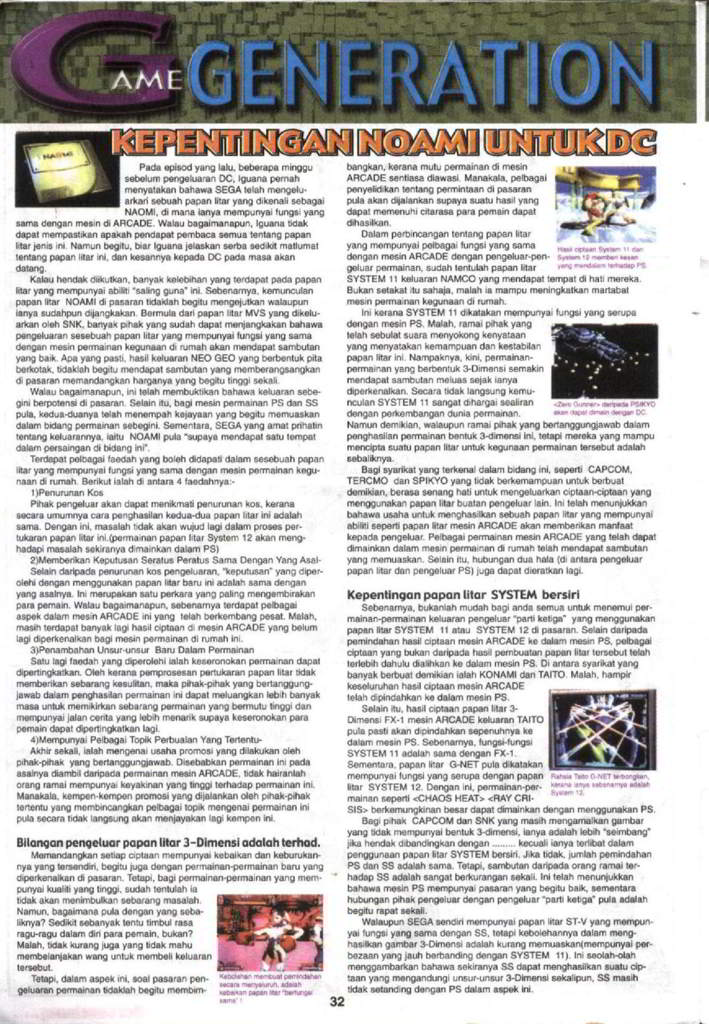 GAME GENERATION
KEPENTINGAN NOAMI UNTUK DC
NAOMI
Pada episod yang lalu, beberapa minggu
sebelum pengeluaran DC, Iguana pernah
menyatakan bahawa SEGA telah mengelu-
arkan sebuah papan litar yang dikenali sebagai
NAOMI, di mana ianya mempunyai fungsi yang
sama dengan mesin di ARCADE. Walau bagaimanapun, Iguana tidak
dapat mempastikan apakah pendapat pembaca semua tentang papan
litar jenis ini. Namun begitu, biar Iguana jelaskan serba sedikit matlumat
tentang papan litar ini, dan kesannya kepada DC pada masa akan
datang.
Kalau hendak diikutkan, banyak kelebihan yang terdapat pada papan
litar yang mempunyai abiliti "saling guna" ini. Sebenarnya, kemunculan
papan litar NOAMI di pasaran tidaklah begitu mengejutkan walaupun
ianya sudahpun dijangkakan. Bermula dari papan litar MVS yang dikelu-
arkan oleh SNK, banyak pihak yang sudah dapat menjangkakan bahawa
pengeluaran sesebuah papan litar yang mempunyai fungsi yang sama
dengan mesin permainan kegunaan di rumah akan mendapat sambutan
yang baik. Apa yang pasti, hasil keluaran NEO GEO yang berbentuk pita
berkotak, tidaklah begitu mendapat sambutan yang memberangsangkan
di pasaran memandangkan harganya yang begitu tinggi sekali.
Walau bagaimanpun, ini telah membuktikan bahawa keluaran sebe-
gini berpotensi di pasaran. Selain itu, bagi mesin permainan PS dan SS
pula, kedua-duanya telah menempah kejayaan yang begitu memuaskan
dalam bidang permainan sebegini. Sementara, SEGA yang amat prihatin
tentang keluarannya, iaitu NOAMI pula "supaya mendapat satu tempat
dalam persaingan di bidang ini".
Terdapat pelbagai faedah yang boleh didapati dalam sesebuah papan
litar yang mempunyai fungsi yang sama dengan mesin permainan kegu-
naan di rumah. Berikut ialah di antara 4 faedahnya:-
1)Penurunan Kos
Pihak pengeluar akan dapat menikmati penurunan kos, kerana
secara umumnya cara penghasilan kedua-dua papan litar ini adalah
sama. Dengan ini, masalah tidak akan wujud lagi dalam proses per-
tukaran papan litar ini.(permainan papan litar System 12 akan meng-
hadapi masalah sekiranya dimainkan dalam PS)
2)Memberikan Keputusan Seratus Peratus Sama Dengan Yang Asal-
Selain daripada penurunan kos pengeluaran, "keputusan" yang diper-
olehi dengan menggunakan papan litar baru ini adalah sama dengan
yang asalnya. Ini merupakan satu perkara yang paling mengembirakan
para pemain. Walau bagaimanpun, sebenarnya terdapat pelbagai
aspek dalam mesin ARCADE ini yang telah berkembang pesat. Malah,
masih terdapat banyak lagi hasil ciptaan di mesin ARCADE yang belum
lagi diperkenalkan bagi mesin permainan di rumah ini.
3)Penambahan Unsur-unsur Baru Dalam Permainan
Satu lagi faedah yang diperolehi ialah keseronokan permainan dapat
dipertingkatkan. Oleh kerana pemprosesan pertukaran papan litar tidak
memberikan sebarang kesulitan, maka pihak-pihak yang bertanggung-
jawab dalam penghasilan permainan ini dapat meluangkan lebih banyak
masa untuk memikirkan sebarang permainan yang bermutu tinggi dan
mempunyai jalan cerita yang lebih menarik supaya keseronokan para
pemain dapat dipertingkatkan lagi.
4)Mempunyai Pelbagai Topik Perbualan Yang Tertentu-
Akhir sekali, ialah mengenai usaha promosi yang dilakukan oleh
pihak-pihak yang bertanggungjawab. Disebabkan permainan ini pada
asalnya diambil daripada permainan mesin ARCADE, tidak hairanlah
orang ramai mempunyai keyakinan yang tinggi terhadap permainan ini.
Manakala, kempen-kempen promosi yang dijalankan oleh pihak-pihak
tertentu yang membincangkan pelbagai topik mengenai permainan ini
pula secara tidak langsung akan menjayakan lagi kempen ini.
Bilangan pengeluar papan litar 3-Dimensi adalah terhad.
Memandangkan setiap ciptaan mempunyai kebaikan dan keburukan-
nya yang tersendiri, begitu juga dengan permainan-permainan baru yang
diperkenalkan di pasaran. Tetapi, bagi permainan-permainan yang mem-
punyai kualiti yang tinggi, sudah tentulah ia
tidak akan menimbulkan sebarang masalah.
Namun, bagaimana pula dengan yang seba-
liknya? Sedikit sebanyak tentu timbul rasa
ragu-ragu dalam diri para pemain, bukan?
Malah, tidak kurang juga yang tidak mahu
membelanjakan wang untuk membeli keluaran
tersebut.
Tetapi, dalam aspek ini, soal pasaran pen-
geluaran permainan tidaklah begitu membim-
Kebolehan membuat pemindahan
secara menyeluruh, adalah
kebaikan papan litar "berfungsi
sama" !
bangkan, kerana mutu permainan di mesin
ARCADE sentiasa diawasi. Manakala, pelbagai
penyelidikan tentang permintaan di pasaran
pula akan dijalankan supaya suatu hasil yang
dapat memenuhi citarasa para pemain dapat
dihasilkan.
Dalam perbincangan tentang papan litar
yang mempunyai pelbagai fungsi yang sama
dengan mesin ARCADE dengan pengeluar-pen-
geluar permainan, sudah tentulah papan litar
SYSTEM 11 keluaran NAMCO yang mendapat tempat di hati mereka.
Bukan setakat itu sahaja, malah ia mampu meningkatkan martabat
mesin permainan kegunaan di rumah.
Hasil ciptaan System 11 dan
System 12 memberi kesan
yang mendalam terhadap PS.
Ini kerana SYSTEM 11 dikatakan mempunyai fungsi yang serupa
dengan mesin PS. Malah, ramai pihak yang
telah sebulat suara menyokong kenyataan
yang menyatakan kemampuan dan kestabilan
papan litar ini. Nampaknya, kini, permainan-
permainan yang berbentuk 3-Dimensi semakin
mendapat sambutan meluas sejak ianya
diperkenalkan. Secara tidak langsung kemu-
nculan SYSTEM 11 sangat dihargai sealiran
dengan perkembangan dunia permainan.
<Zero Gunner> daripada PSIKYO
akan dapat dimain dengan DC.
Namun demikian, walaupun ramai pihak yang bertanggungjawab dalam
penghasilan permainan bentuk 3-dimensi ini, tetapi mereka yang mampu
mencipta suatu papan litar untuk kegunaan permainan tersebut adalah
sebaliknya.
Bagi syarikat yang terkenal dalam bidang ini, seperti CAPCOM,
TERCMO dan SPIKYO yang tidak berkemampuan untuk berbuat
demikian, berasa senang hati untuk mengeluarkan ciptaan-ciptaan yang
menggunakan papan litar buatan pengeluar lain. Ini telah menunjukkan
bahawa usaha untuk menghasilkan sebuah papan litar yang mempunyai
abiliti seperti papan litar mesin ARCADE akan memberikan manfaat
kepada pengeluar. Pelbagai permainan mesin ARCADE yang telah dapat
dimainkan dalam mesin permainan di rumah telah mendapat sambutan
yang memuaskan. Selain itu, hubungan dua hala (di antara pengeluar
papan litar dan pengeluar PS) juga dapat dieratkan lagi.
Kepentingan papan litar SYSTEM bersiri
Sebenarnya, bukanlah mudah bagi anda semua untuk menemui per-
mainan-permainan keluaran pengeluar "parti ketiga" yang menggunakan
papan litar SYSTEM 11 atau SYSTEM 12 di pasaran. Selain daripada
pemindahan hasil ciptaan mesin ARCADE ke dalam mesin PS, pelbagai
ciptaan yang bukan daripada hasil pembuatan papan litar tersebut telah
terlebih dahulu dialihkan ke dalam mesin PS. Di antara syarikat yang
banyak berbuat demikian ialah KONAMI dan TAITO. Malah, hampir
keseluruhan hasil ciptaan mesin ARCADE
telah dipindahkan ke dalam mesin PS.
Selain itu, hasil ciptaan papan litar 3-
Dimensi FX-1 mesin ARCADE keluaran TAITO
pula pasti akan dipindahkan sepenuhnya ke
dalam mesin PS. Sebenarnya, fungsi-fungsi
SYSTEM 11 adalah sama dengan FX-1.
Sementara, papan litar G-NET pula dikatakan
mempunyai fungsi yang serupa dengan papan
litar SYSTEM 12. Dengan ini, permainan-per-
mainan seperti <CHAOS HEAT> <RAY CRI-
SIS> berkemungkinan besar dapat dimainkan dengan menggunakan PS.
Rahsia Taito G-NET terbongkar,
kerana ianya sebenarnya adalah
System 12.
Bagi pihak CAPCOM dan SNK yang masih mengamalkan gambar
yang tidak mempunyai bentuk 3-dimensi, ianya adalah lebih "seimbang"
jika hendak dibandingkan dengan ......... kecuali ianya terlibat dalam
penggunaan papan litar SYSTEM bersiri. Jika tidak, jumlah pemindahan
PS dan SS adalah sama. Tetapi, sambutan daripada orang ramai ter-
hadap SS adalah sangat berkurangan sekali. Ini telah menunjukkan
bahawa mesin PS mempunyai pasaran yang begitu baik, sementara
hubungan pihak pengeluar dengan pengeluar "parti ketiga" pula adalah
begitu rapat sekali.
Walaupun SEGA sendiri mempunyai papan litar ST-V yang mempun-
yai fungsi yang sama dengan SS, tetapi kebolehannya dalam meng-
hasilkan gambar 3-Dimensi adalah kurang memuaskan(mempunyai per-
bezaan yang jauh berbanding dengan SYSTEM 11). Ini seolah-olah
menggambarkan bahawa sekiranya SS dapat menghasilkan suatu cip-
taan yang mengandungi unsur-unsur 3-Dimensi sekalipun, SS masih
tidak setanding dengan PS dalam aspek ini.
32